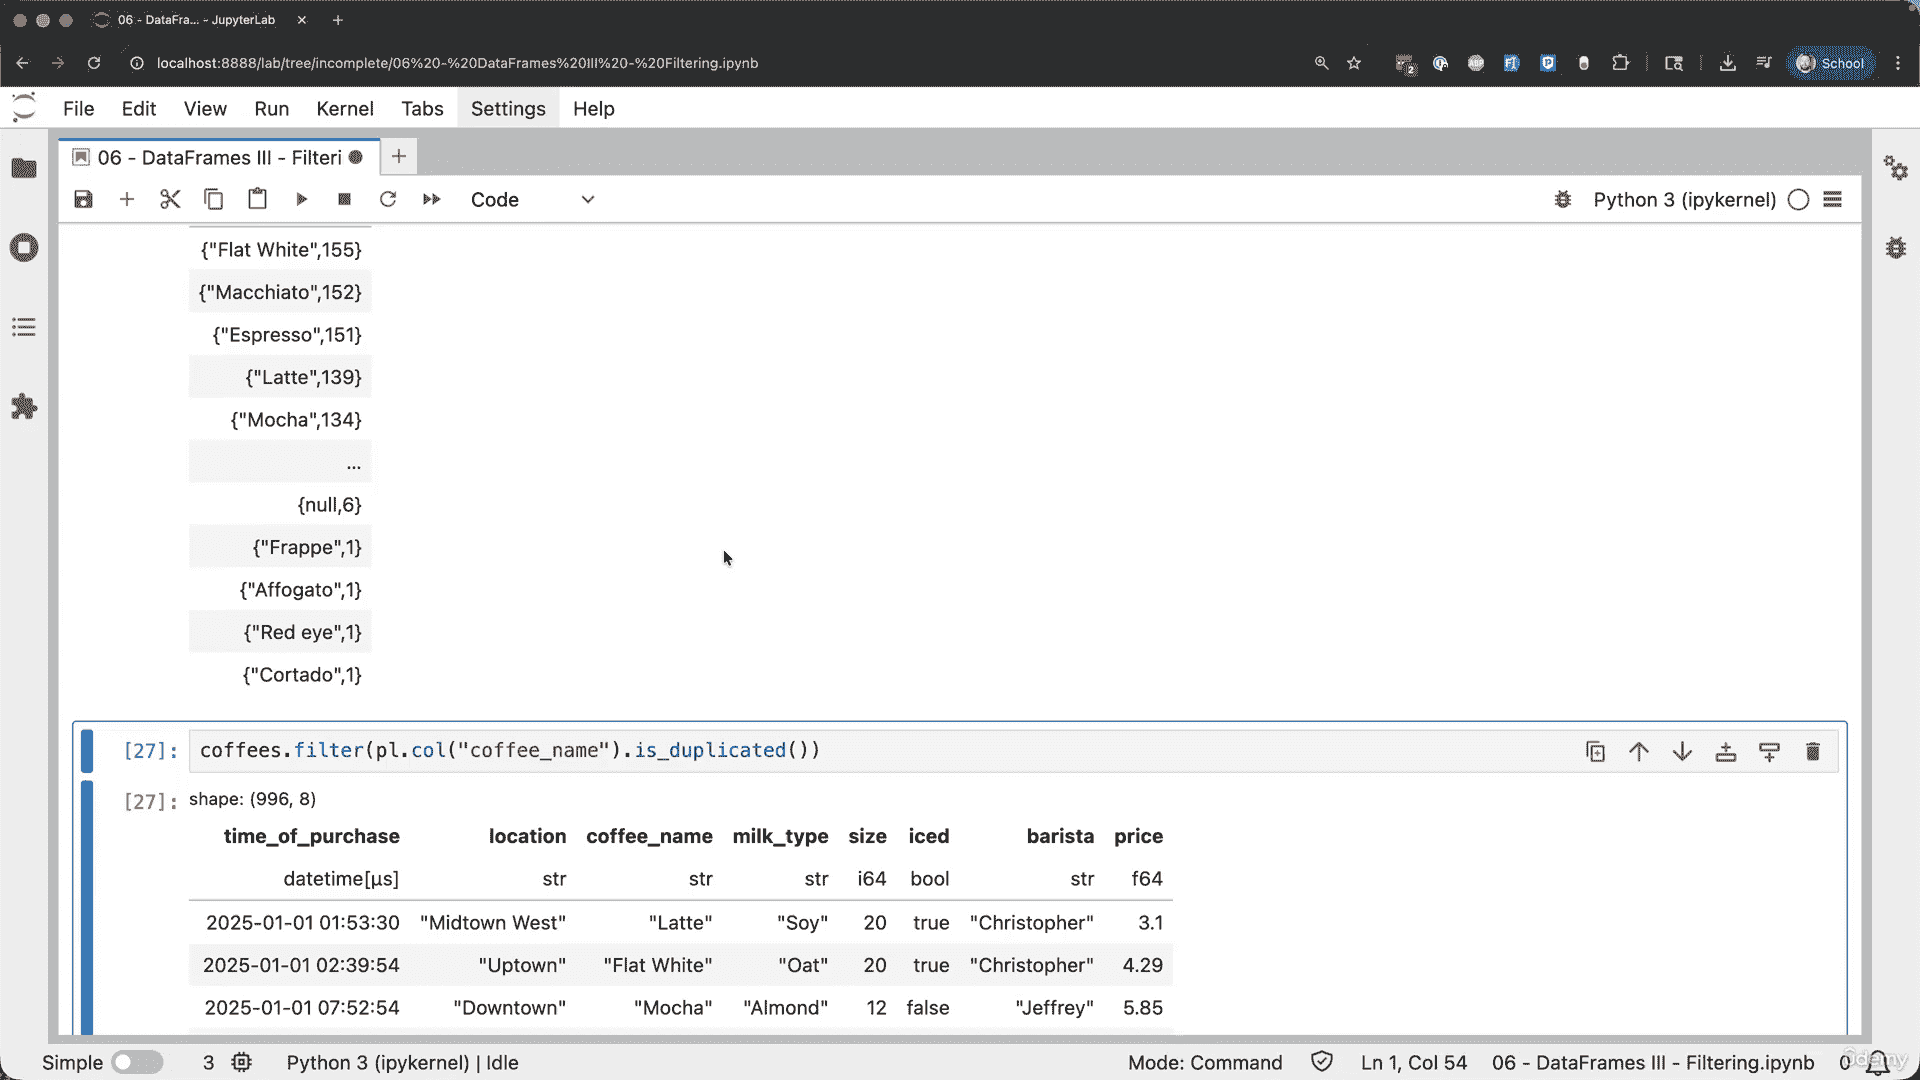 06 - DataFra... - JupyterLab
localhost:8888/lab/tree/incomplete/06%20-%20DataFrames%20III%20-%20Filtering.ipynb
2
ABP
School
File Edit View Run Kernel Tabs Settings Help
06 - DataFrames III - Filteri
Code
Python 3 (ipykernel)
{"Flat White",155}
{"Macchiato",152}
{"Espresso",151}
{"Latte",139}
{"Mocha",134}
...
{null,6}
{"Frappe",1}
{"Affogato",1}
{"Red eye",1}
{"Cortado",1}
[27]: coffees.filter(pl.col("coffee_name").is_duplicated())
[27]: shape: (996, 8)
time_of_purchase location coffee_name milk_type size iced barista price
datetime[μs] str str str i64 bool str f64
2025-01-01 01:53:30 "Midtown West" "Latte" "Soy" 20 true "Christopher" 3.1
2025-01-01 02:39:54 "Uptown" "Flat White" "Oat" 20 true "Christopher" 4.29
2025-01-01 07:52:54 "Downtown" "Mocha" "Almond" 12 false "Jeffrey" 5.85
Simple 3 Python 3 (ipykernel) | Idle Mode: Command Ln 1, Col 54 06 - DataFrames III - Filtering.ipynb 0
Udemy